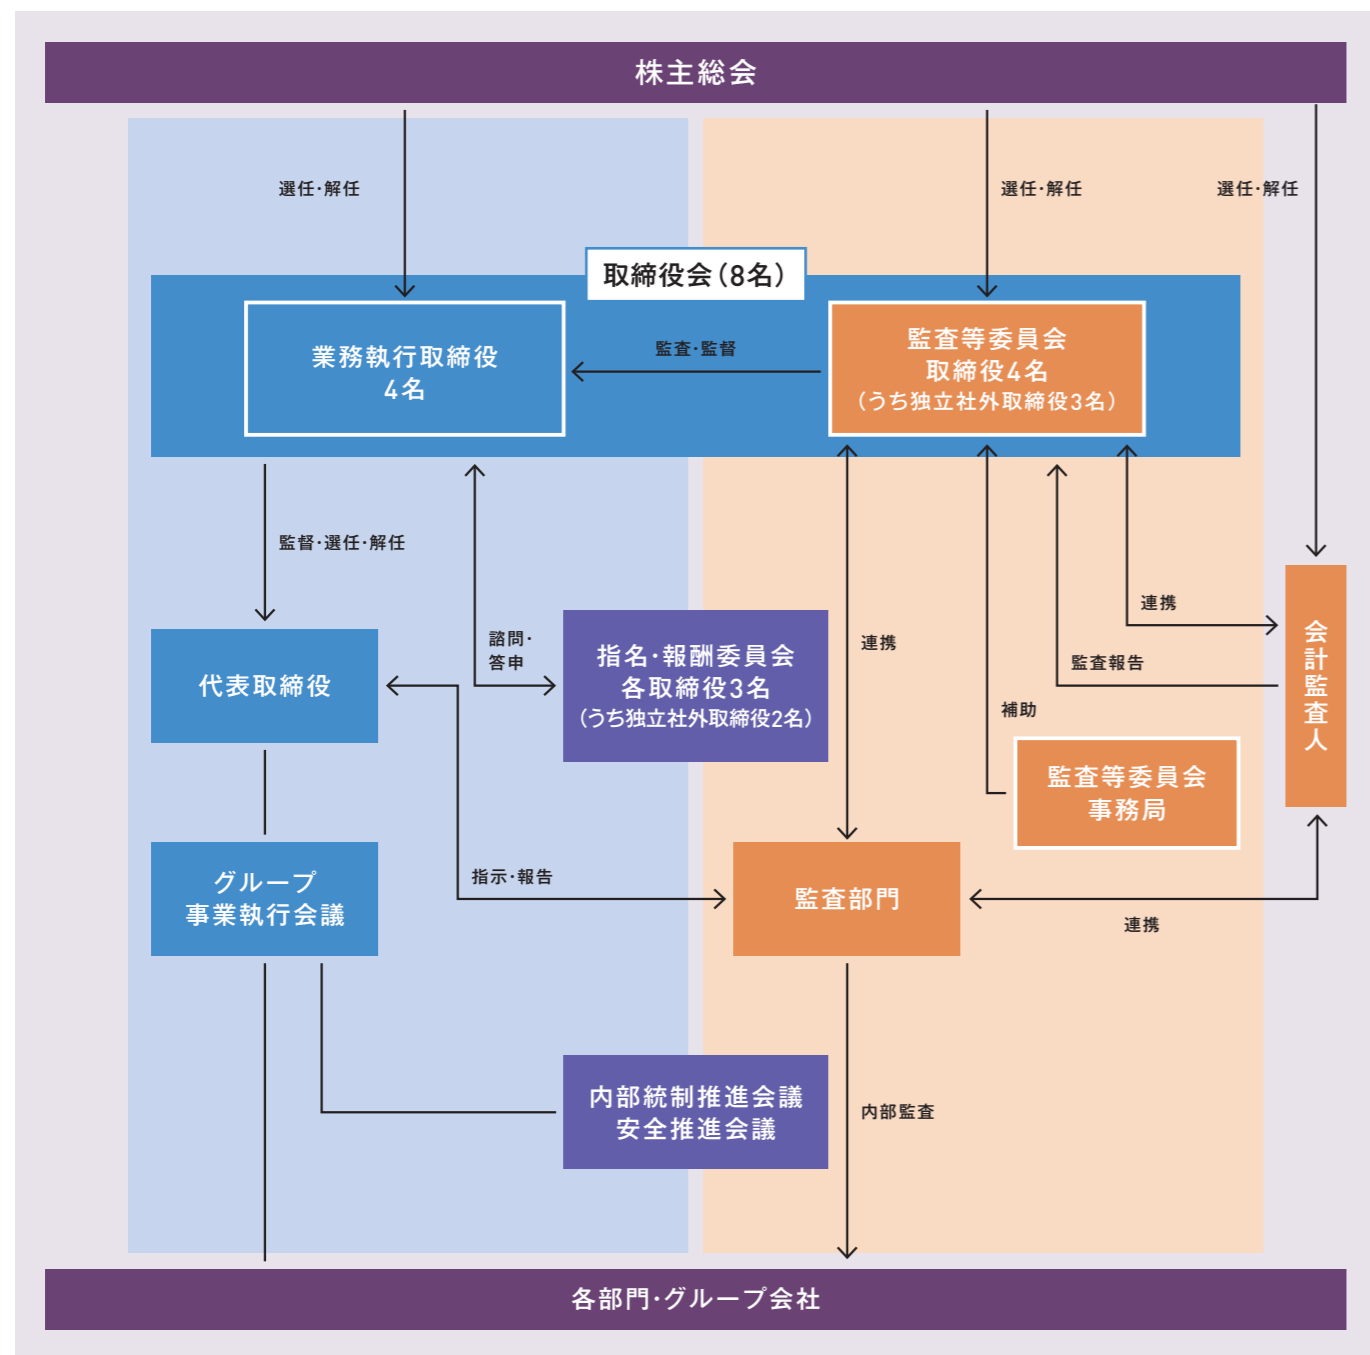 株主総会
選任・解任
選任・解任
選任・解任
取締役会（8名）
業務執行取締役
4名
監査・監督
監査等委員会
取締役4名
（うち独立社外取締役3名）
監督・選任・解任
代表取締役
諮問・
答申
指名・報酬委員会
各取締役3名
（うち独立社外取締役2名）
連携
連携
監査報告
補助
会計監査人
監査等委員会
事務局
グループ
事業執行会議
指示・報告
監査部門
連携
内部統制推進会議
安全推進会議
内部監査
各部門・グループ会社